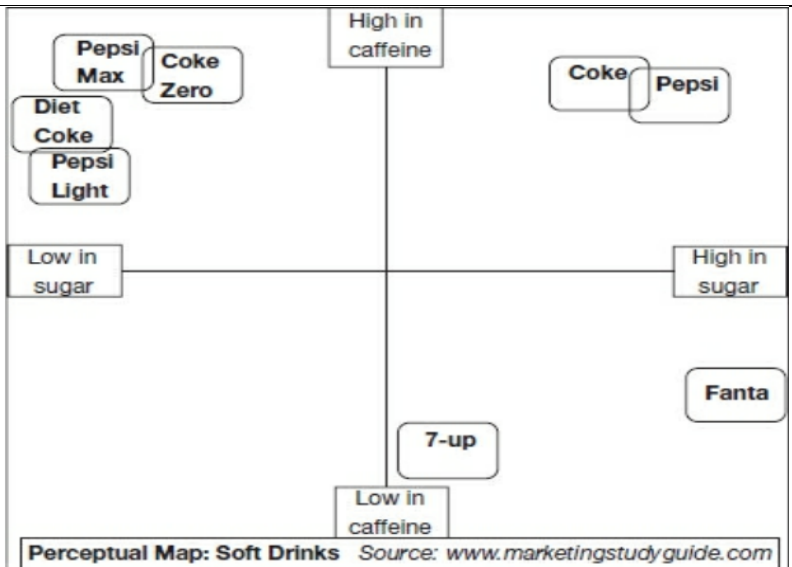 High in
caffeine
Pepsi
Max
Coke
Zero
Coke
Pepsi
Diet
Coke
Pepsi
Light
Low in
sugar
High in
sugar
Fanta
7-up
Low in
caffeine
Perceptual Map: Soft Drinks Source: www.marketingstudyguide.com